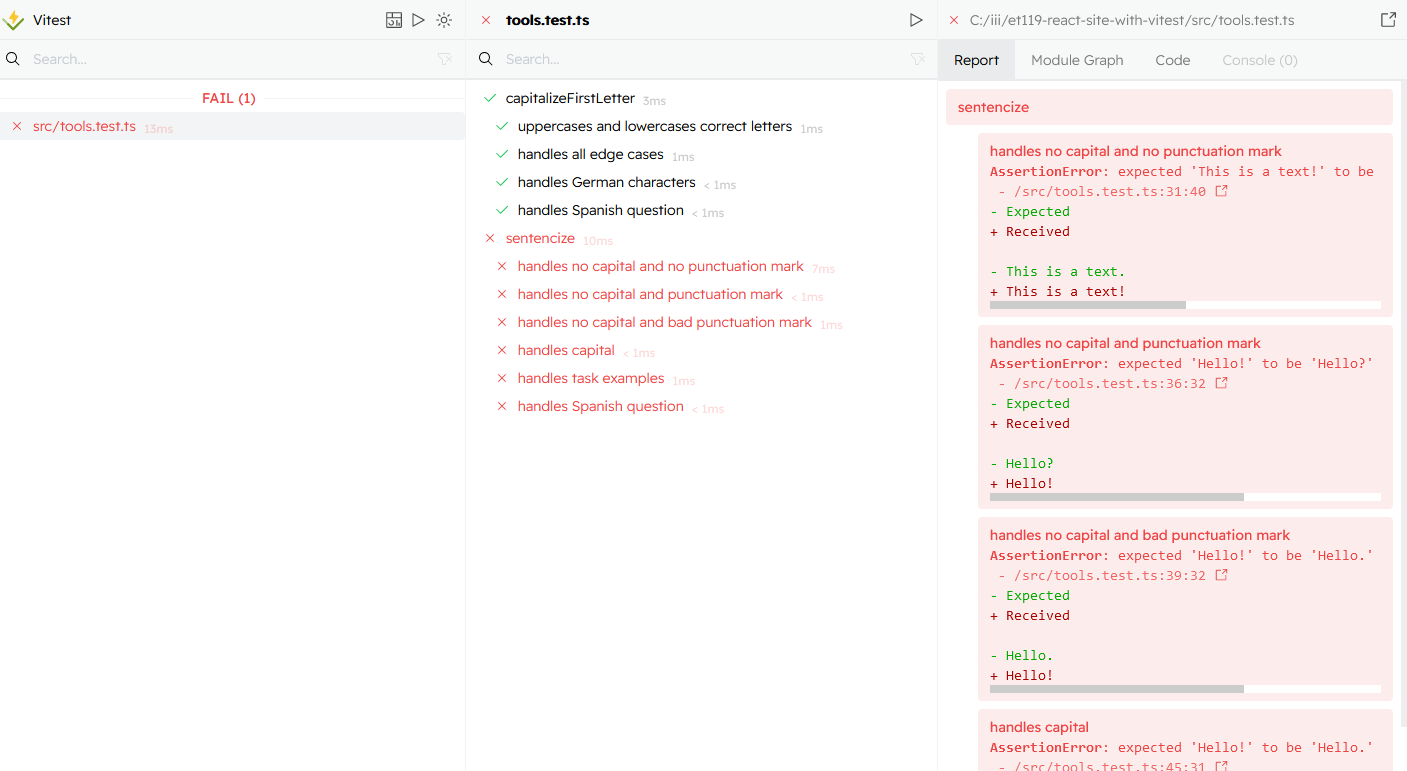 Vitest
Search...
FAIL (1)
src/tools.test.ts 13ms
tools.test.ts
Search...
capitalizeFirstLetter 3ms
uppercases and lowercases correct letters 1ms
handles all edge cases 1ms
handles German characters < 1ms
handles Spanish question < 1ms
sentencize 10ms
handles no capital and no punctuation mark 7ms
handles no capital and punctuation mark < 1ms
handles no capital and bad punctuation mark 1ms
handles capital < 1ms
handles task examples 1ms
handles Spanish question < 1ms
C:/iii/et119-react-site-with-vitest/src/tools.test.ts
Report Module Graph Code Console (0)
sentencize
handles no capital and no punctuation mark
AssertionError: expected 'This is a text!' to be
- /src/tools.test.ts:31:40
- Expected
+ Received
- This is a text.
+ This is a text!
handles no capital and punctuation mark
AssertionError: expected 'Hello!' to be 'Hello?'
- /src/tools.test.ts:36:32
- Expected
+ Received
- Hello?
+ Hello!
handles no capital and bad punctuation mark
AssertionError: expected 'Hello!' to be 'Hello.'
- /src/tools.test.ts:39:32
- Expected
+ Received
- Hello.
+ Hello!
handles capital
AssertionError: expected 'Hello!' to be 'Hello.'
- /src/tools.test.ts:45:31